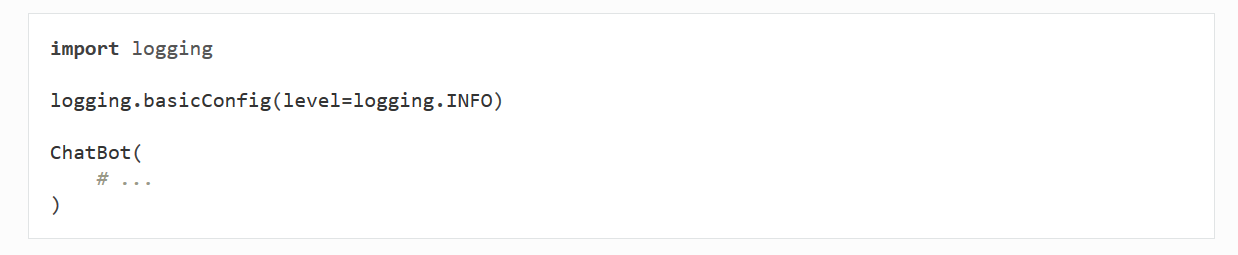 import logging
logging.basicConfig(level=logging.INFO)
ChatBot(
    # ...
)